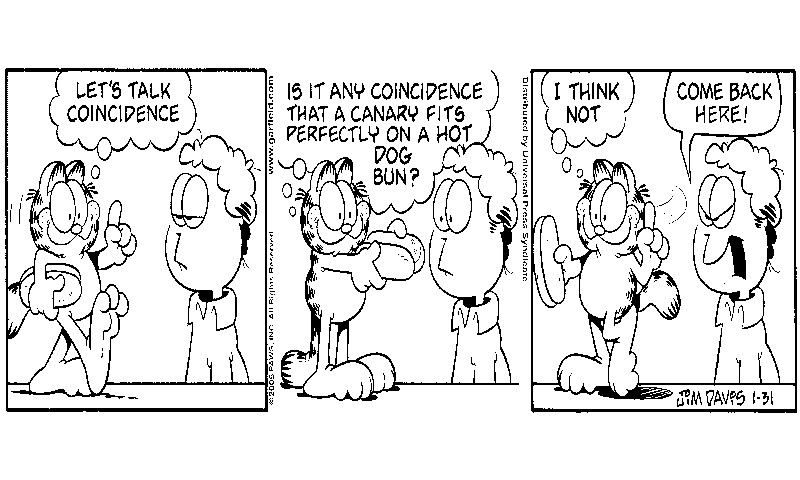 LET'S TALK
COINCIDENCE
www.garfield.com
©2006 PAWS, INC. All Rights Reserved.
IS IT ANY COINCIDENCE
THAT A CANARY FITS
PERFECTLY ON A HOT
DOG
BUN?
Distributed by Universal Press Syndicate
I THINK
NOT
COME BACK
HERE!
JIM DAVIS 1-31